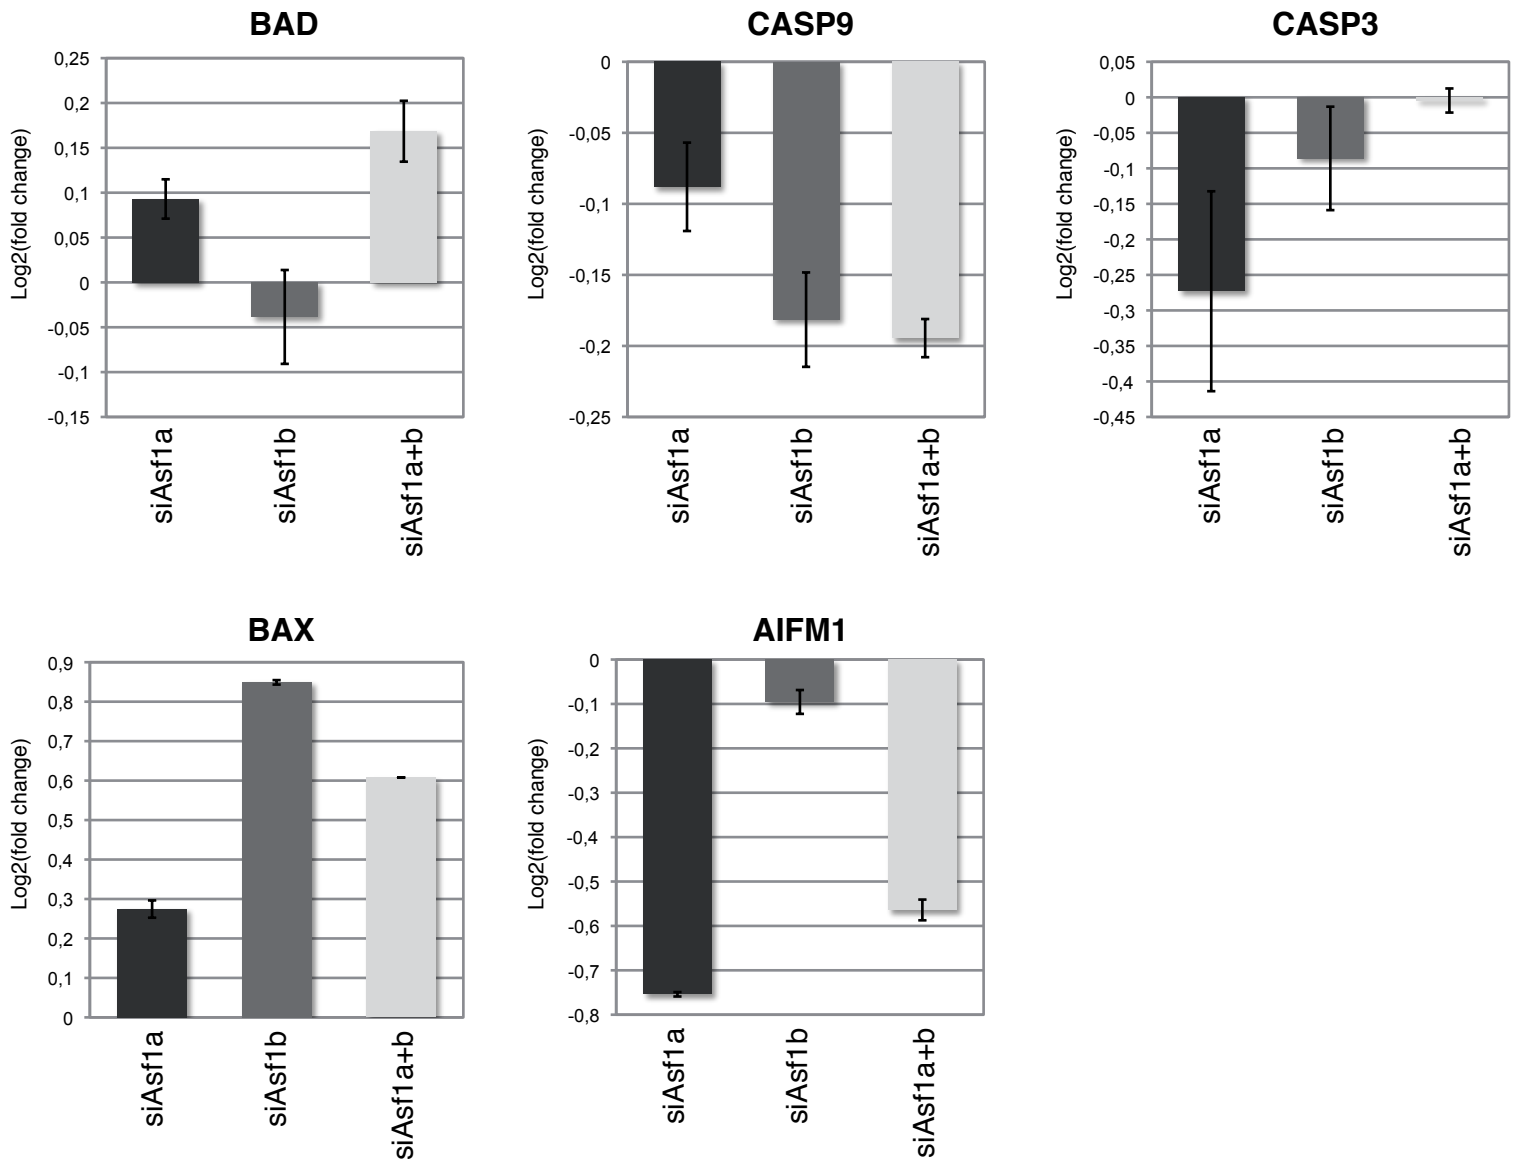 BAD
Log2(fold change)
0,25
0,2
0,15
0,1
0,05
0
-0,05
-0,1
-0,15
siAsf1a
siAsf1b
siAsf1a+b
CASP9
Log2(fold change)
0
-0,05
-0,1
-0,15
-0,2
-0,25
siAsf1a
siAsf1b
siAsf1a+b
CASP3
Log2(fold change)
0,05
0
-0,05
-0,1
-0,15
-0,2
-0,25
-0,3
-0,35
-0,4
-0,45
siAsf1a
siAsf1b
siAsf1a+b
BAX
Log2(fold change)
0,9
0,8
0,7
0,6
0,5
0,4
0,3
0,2
0,1
0
siAsf1a
siAsf1b
siAsf1a+b
AIFM1
Log2(fold change)
0
-0,1
-0,2
-0,3
-0,4
-0,5
-0,6
-0,7
-0,8
siAsf1a
siAsf1b
siAsf1a+b